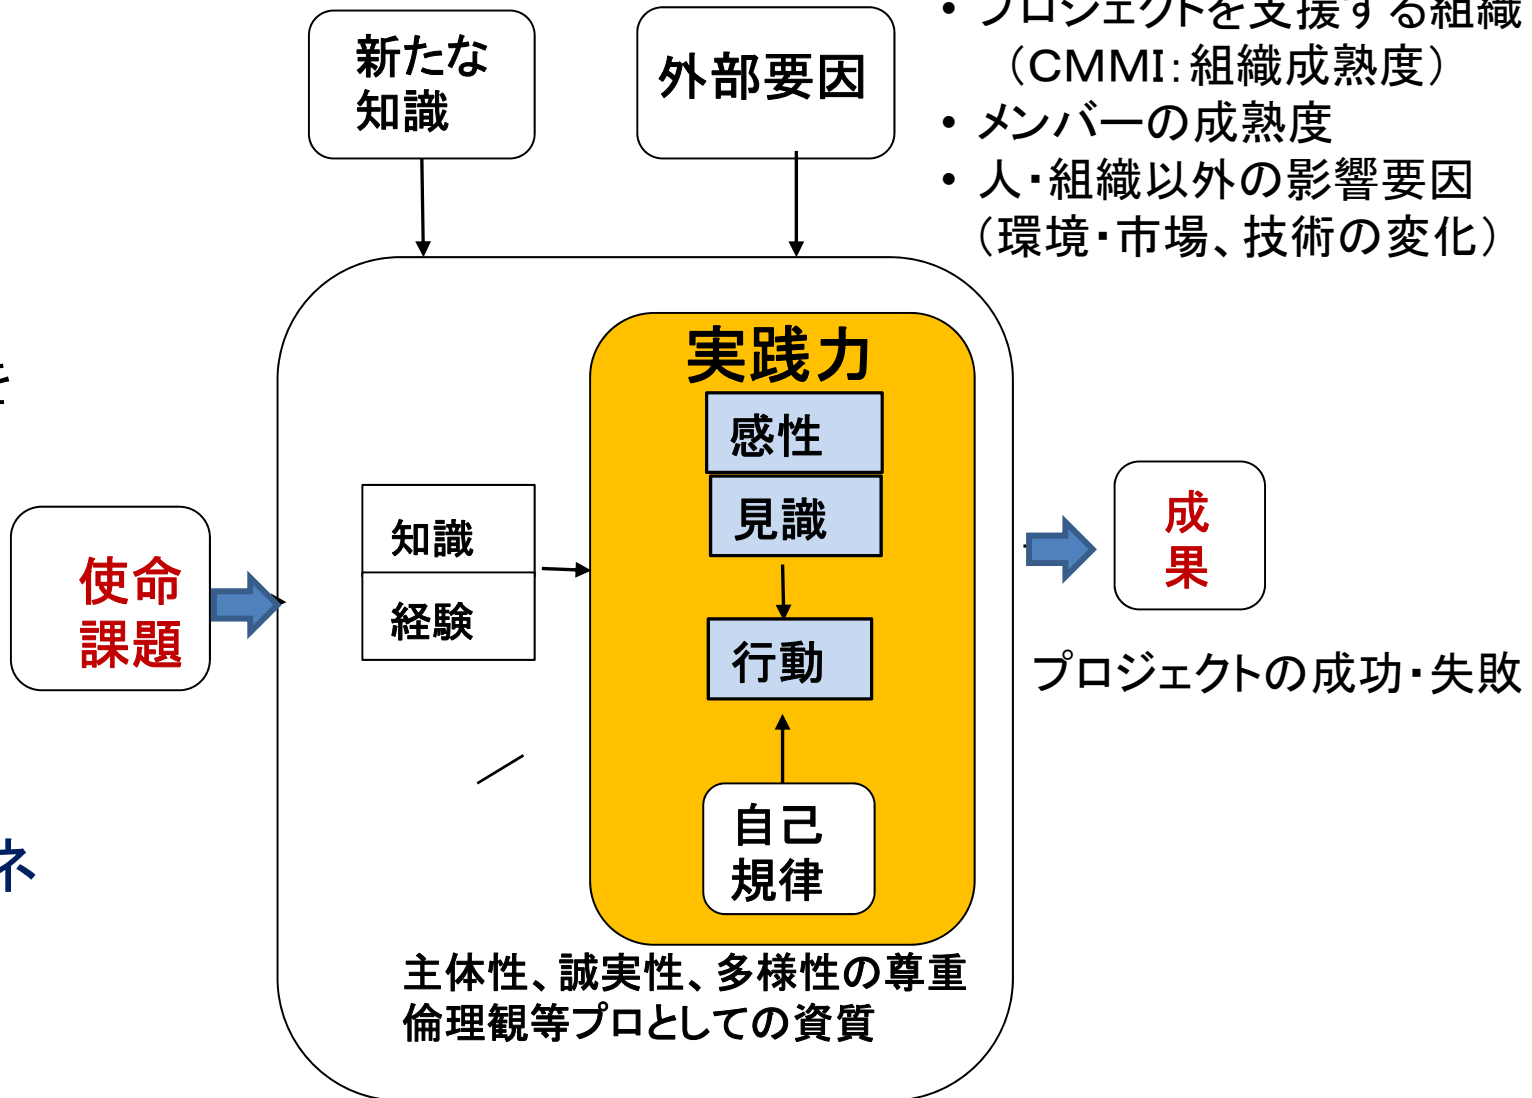 新たな
知識
外部要因
• プロジェクトを支援する組織
（CMMI：組織成熟度）
• メンバーの成熟度
• 人・組織以外の影響要因
（環境・市場、技術の変化）
を
使命
課題
知識
経験
実践力
感性
見識
行動
自己
規律
成
果
プロジェクトの成功・失敗
ネ
主体性、誠実性、多様性の尊重
倫理観等プロとしての資質